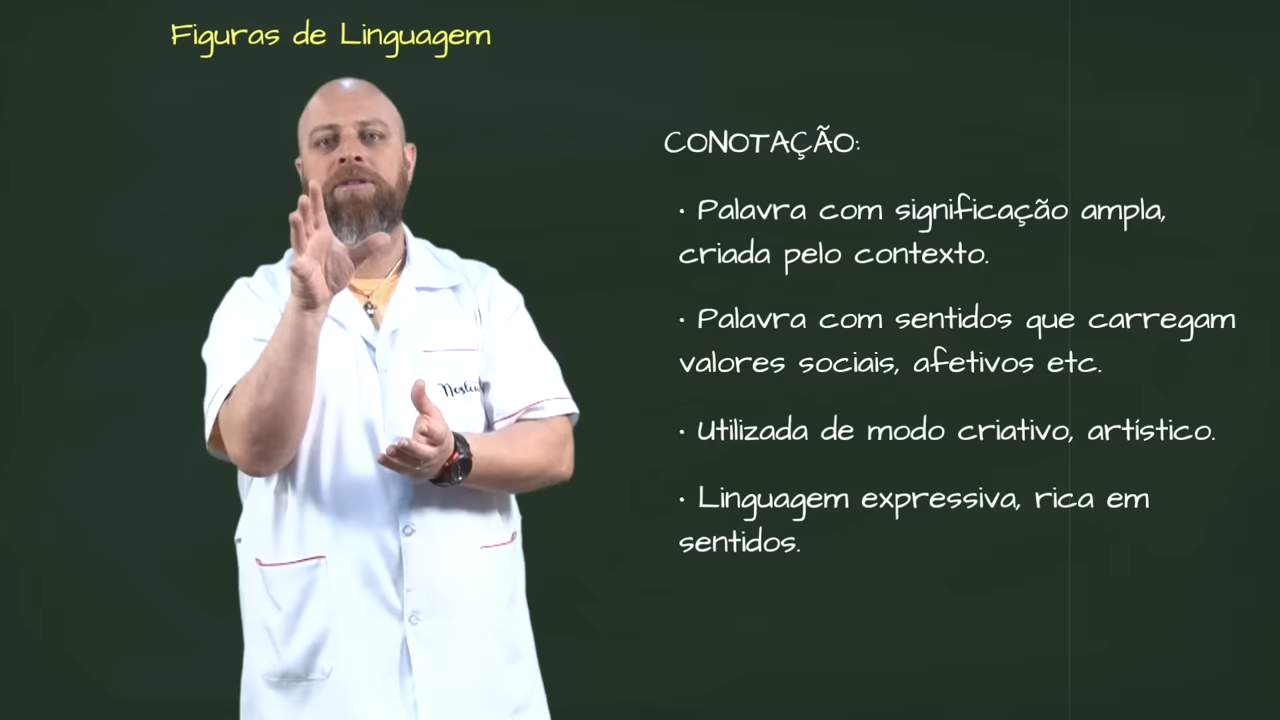 Figuras de Linguagem
CONOTAÇÃO:
• Palavra com significação ampla,
criada pelo contexto.
• Palavra com sentidos que carregam
valores sociais, afetivos etc.
• Utilizada de modo criativo, artístico.
• Linguagem expressiva, rica em
sentidos.